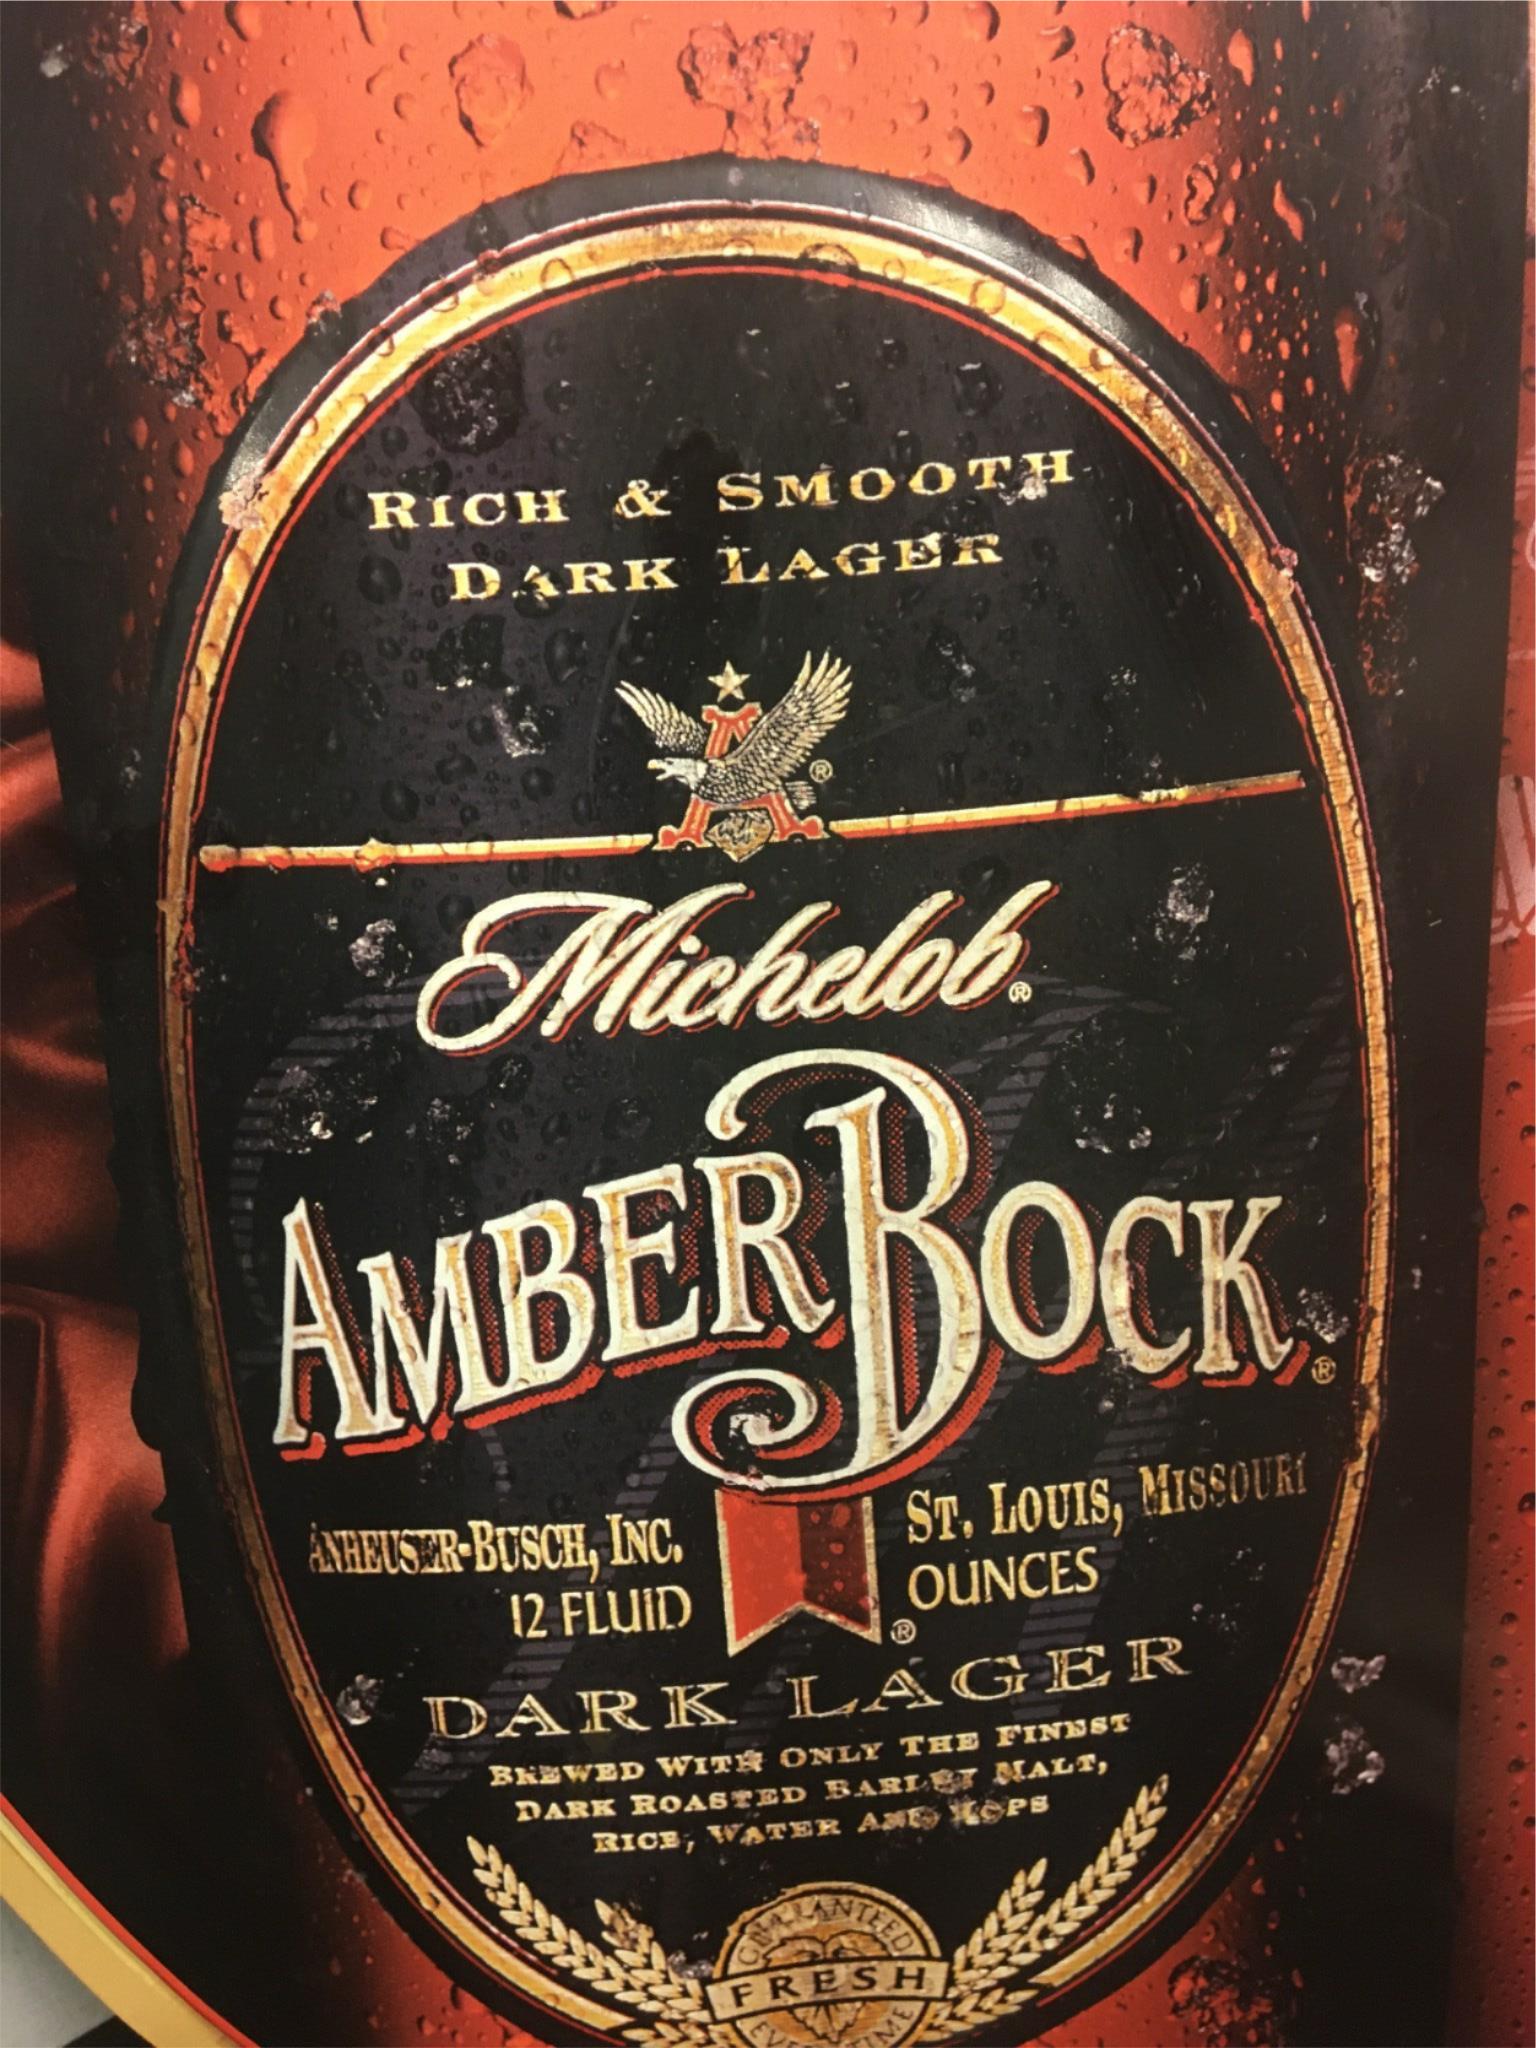 RICH & SMOOTH
DARK LAGER
A ®
Michelob®
AMBERBOCK®
ANHEUSER-BUSCH, INC. ST. LOUIS, MISSOURI
12 FLUID OUNCES
®
DARK LAGER
BREWED WITH ONLY THE FINEST
DARK ROASTED BARLEY MALT,
RICE, WATER AND HOPS
GUARANTEED
FRESH
EVERYTIME